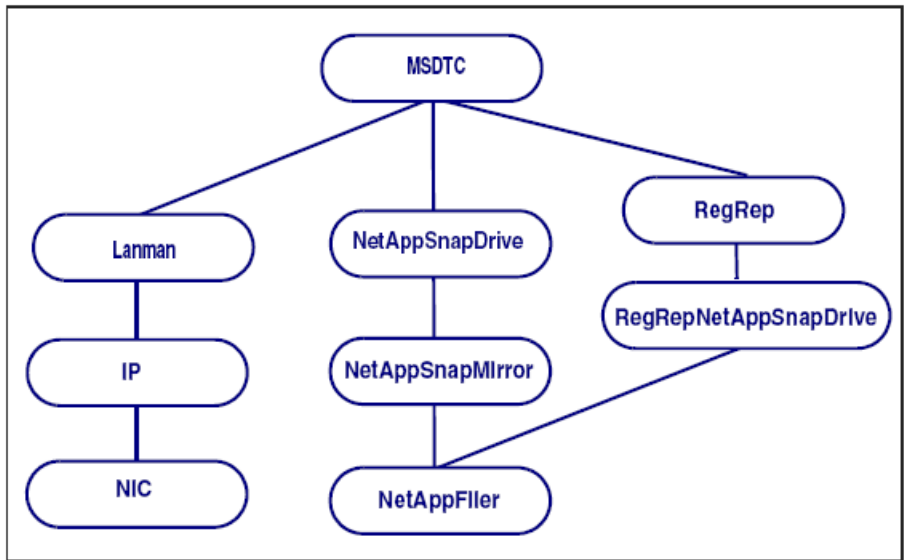 MSDTC
RegRep
Lanman
NetAppSnapDrive
RegRepNetAppSnapDrive
IP
NetAppSnapMirror
NIC
NetAppFiler